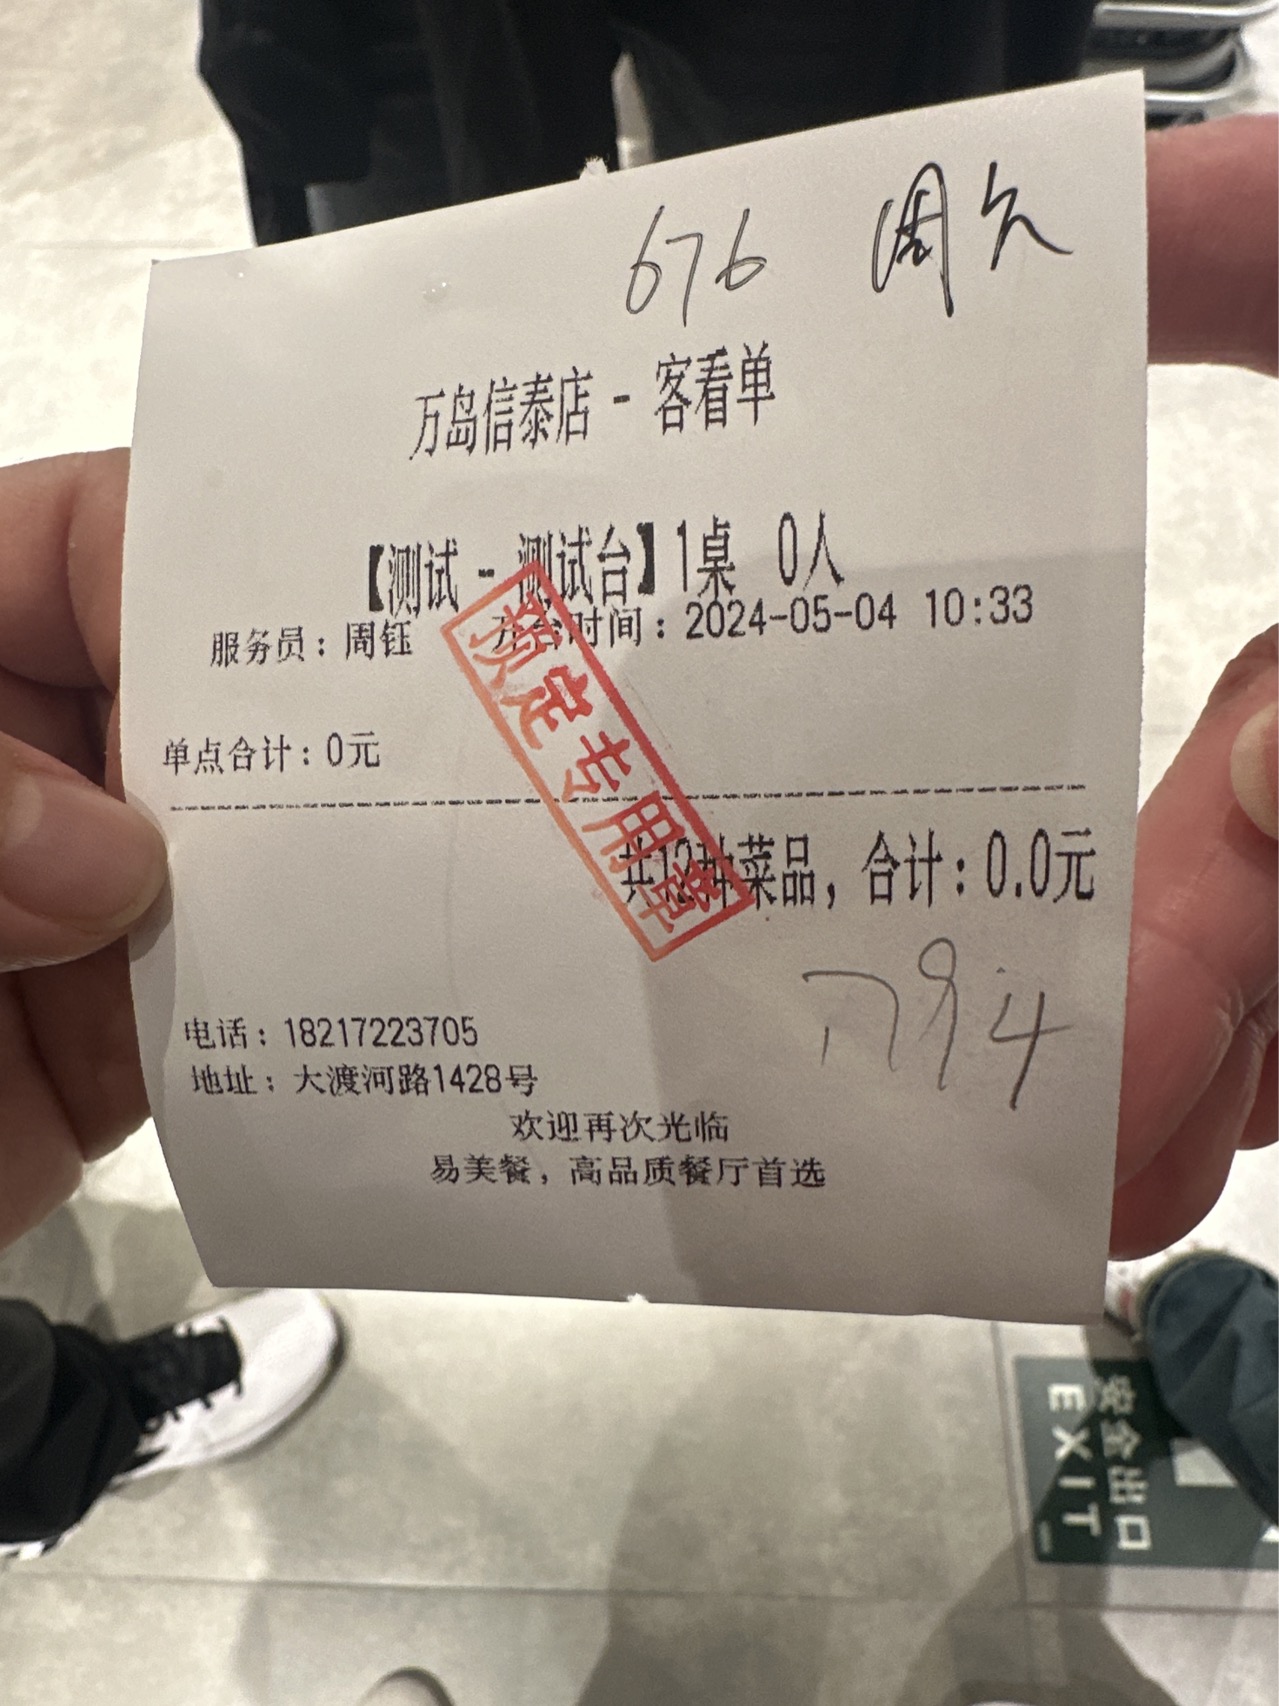 676 周久
万岛信泰店 - 客看单
【测试 - 测试台】1桌 0人
服务员：周钰 开台时间：2024-05-04 10:33
单点合计：0元
预定专用章
共12种菜品，合计：0.0元
电话：18217223705
地址：大渡河路1428号
欢迎再次光临
易美餐，高品质餐厅首选
安全出口
EXIT